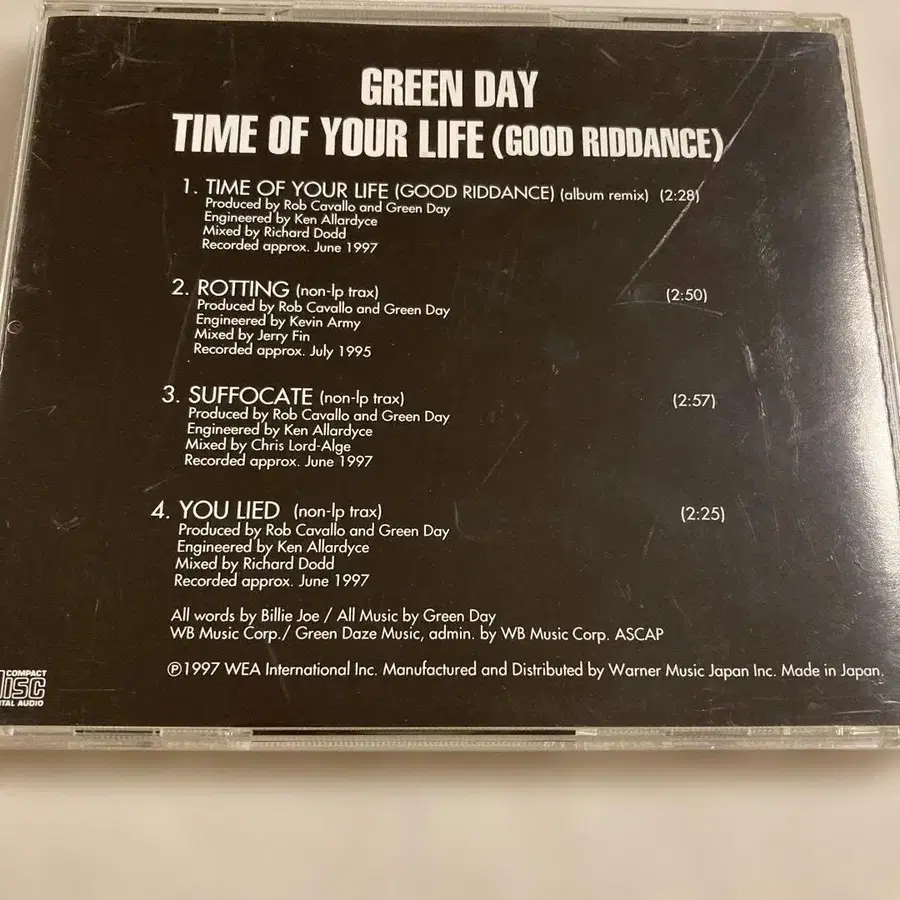 GREEN DAY
TIME OF YOUR LIFE (GOOD RIDDANCE)
1. TIME OF YOUR LIFE (GOOD RIDDANCE) (album remix) (2:28)
Produced by Rob Cavallo and Green Day
Engineered by Ken Allardyce
Mixed by Richard Dodd
Recorded approx. June 1997
2. ROTTING (non-lp trax) (2:50)
Produced by Rob Cavallo and Green Day
Engineered by Kevin Army
Mixed by Jerry Fin
Recorded approx. July 1995
3. SUFFOCATE (non-lp trax) (2:57)
Produced by Rob Cavallo and Green Day
Engineered by Ken Allardyce
Mixed by Chris Lord-Alge
Recorded approx. June 1997
4. YOU LIED (non-lp trax) (2:25)
Produced by Rob Cavallo and Green Day
Engineered by Ken Allardyce
Mixed by Richard Dodd
Recorded approx. June 1997
All words by Billie Joe / All Music by Green Day
WB Music Corp./ Green Daze Music, admin. by WB Music Corp. ASCAP
℗1997 WEA International Inc. Manufactured and Distributed by Warner Music Japan Inc. Made in Japan.
COMPACT
DISC
ITAL AUDIO